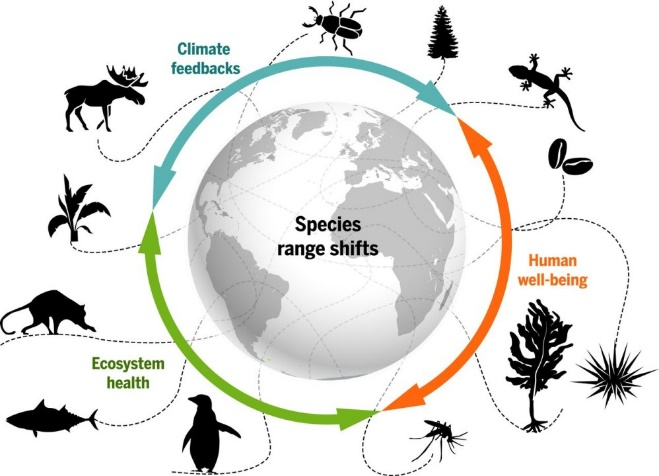 Climate
feedbacks
Species
range shifts
Human
well-being
Ecosystem
health